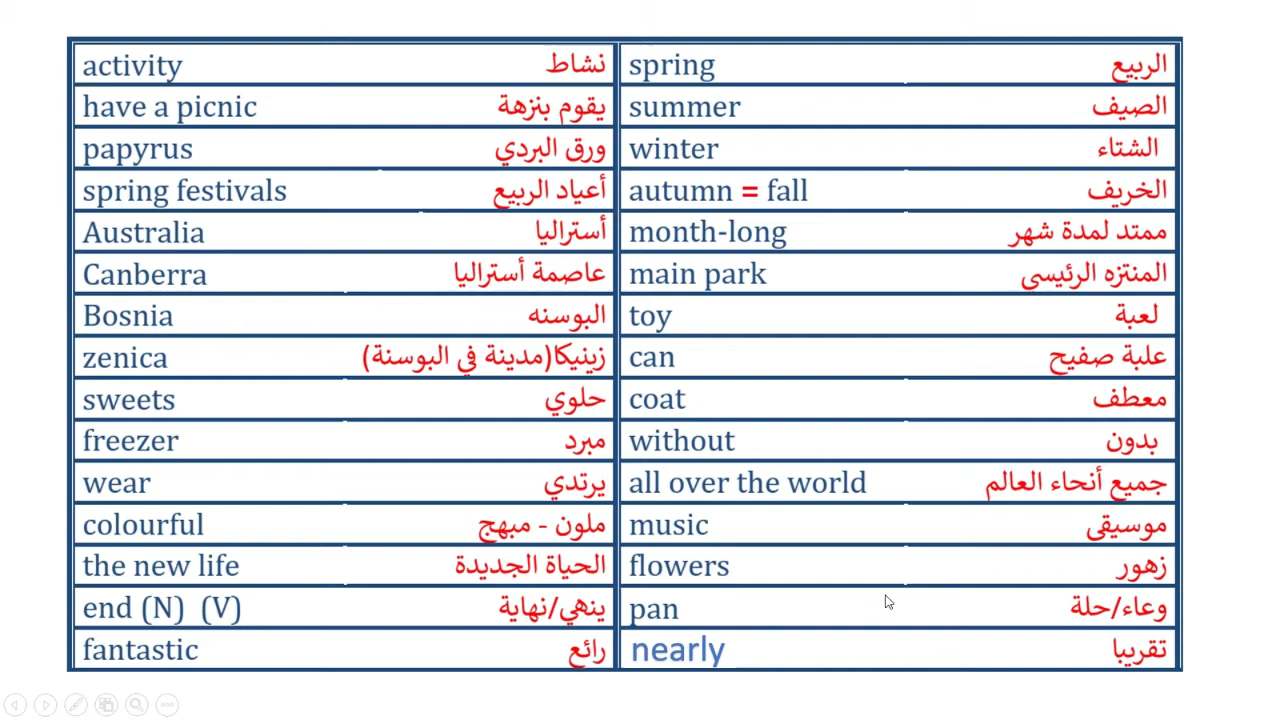 activity نشاط
have a picnic يقوم بنزهة
papyrus ورق البردي
spring festivals أعياد الربيع
Australia أستراليا
Canberra عاصمة أستراليا
Bosnia البوسنه
zenica زينيكا(مدينة في البوسنة)
sweets حلوي
freezer مبرد
wear يرتدي
colourful ملون - مبهج
the new life الحياة الجديدة
end (N) (V) ينهي/نهاية
fantastic رائع
spring الربيع
summer الصيف
winter الشتاء
autumn = fall الخريف
month-long ممتد لمدة شهر
main park المنتزه الرئيسى
toy لعبة
can علبة صفيح
coat معطف
without بدون
all over the world جميع أنحاء العالم
music موسيقى
flowers زهور
pan وعاء/حلة
nearly تقريبا